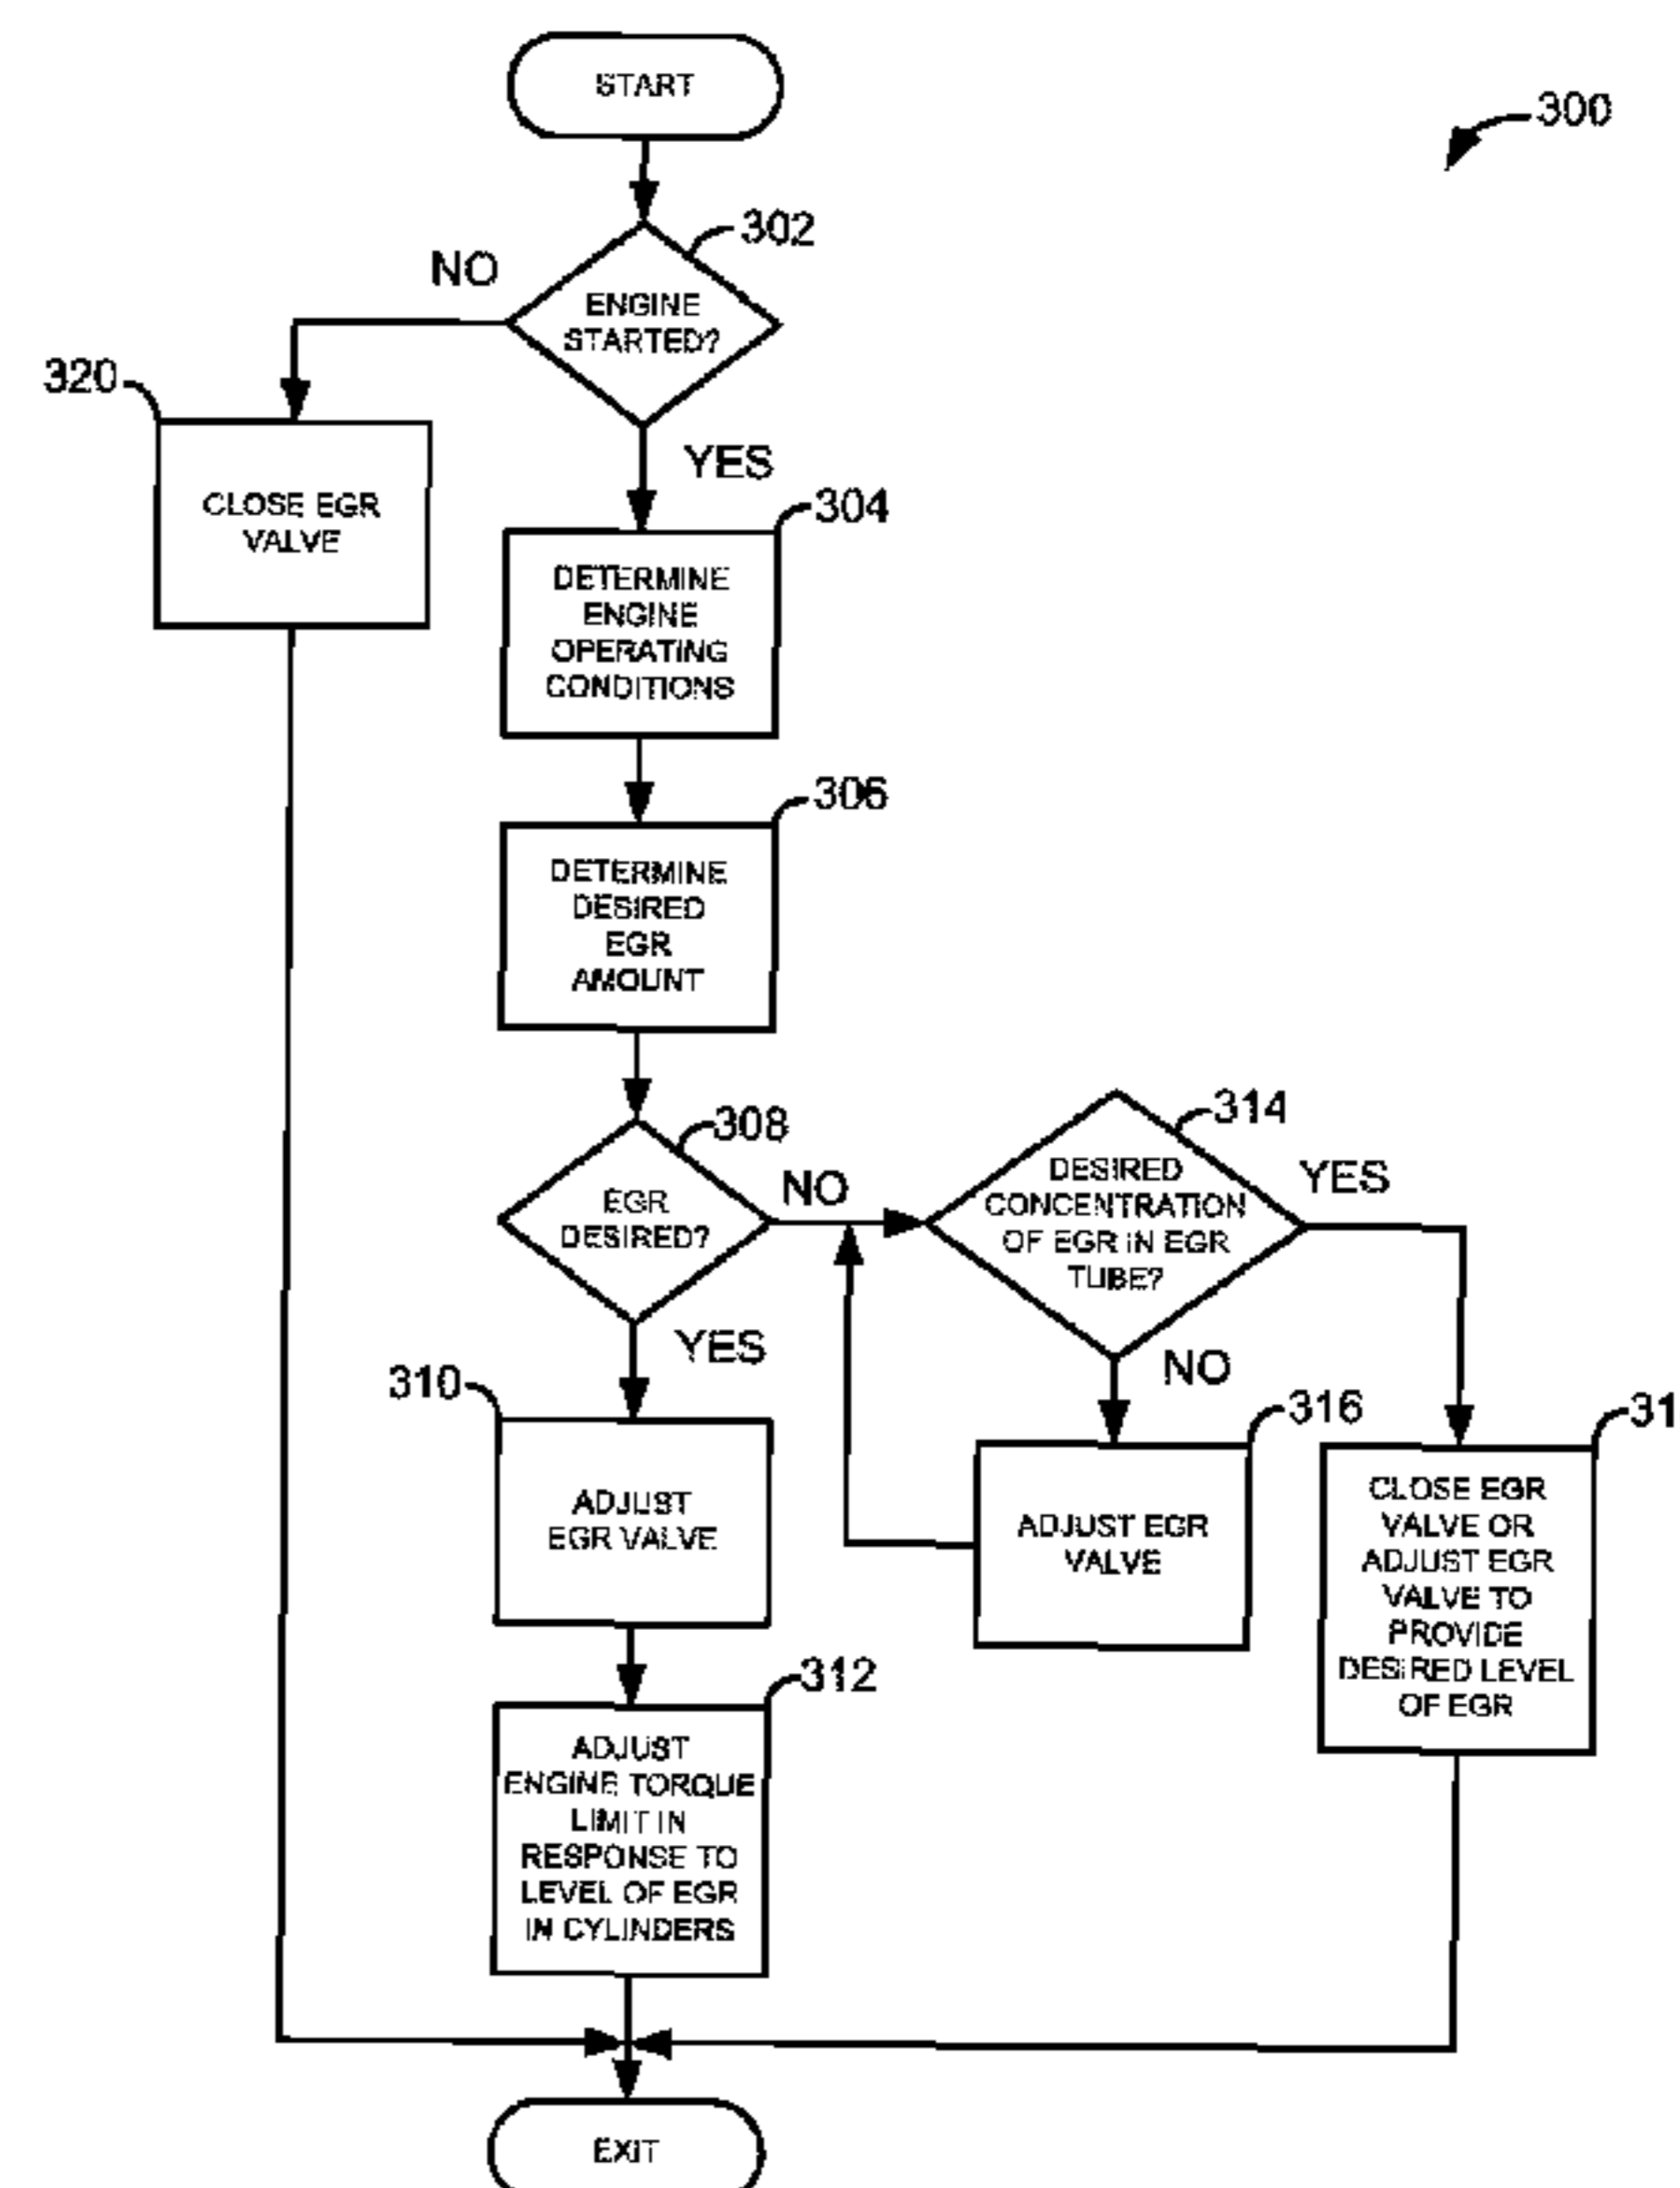 START
300
302
NO
ENGINE
STARTED?
320
YES
CLOSE EGR
VALVE
304
DETERMINE
ENGINE
OPERATING
CONDITIONS
306
DETERMINE
DESIRED
EGR
AMOUNT
308
EGR
DESIRED?
NO
314
DESIRED
CONCENTRATION
OF EGR IN EGR
TUBE?
YES
YES
NO
310
ADJUST
EGR VALVE
316
ADJUST EGR
VALVE
31
CLOSE EGR
VALVE OR
ADJUST EGR
VALVE TO
PROVIDE
DESIRED LEVEL
OF EGR
312
ADJUST
ENGINE TORQUE
LIMIT IN
RESPONSE TO
LEVEL OF EGR
IN CYLINDERS
EXIT